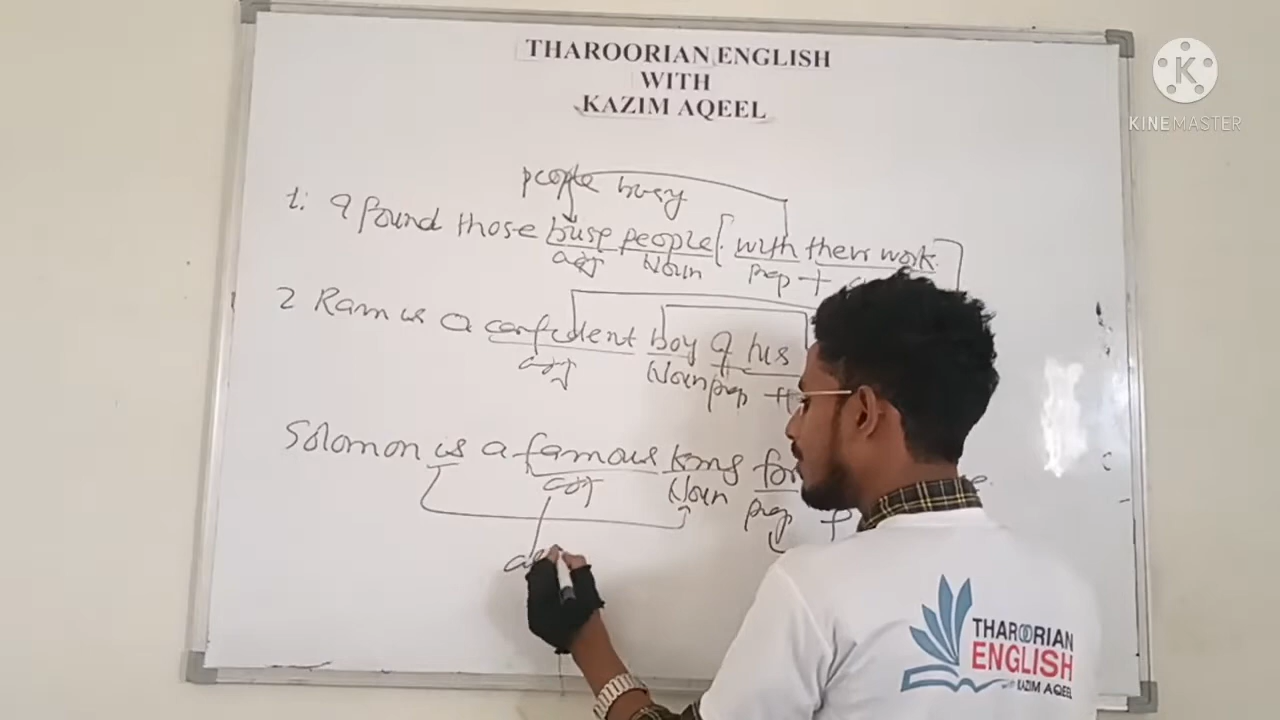 THAROORIAN ENGLISH
WITH
KAZIM AQEEL
KINEMASTER
people busy
1: I found those busy people [ with their work. ]
adj Noun prep +
2 Ram is a confident boy of his
adj Noun prep +
Solomon is a famous king for
adj Noun prep +
THAROORIAN
ENGLISH
with KAZIM AQEEL